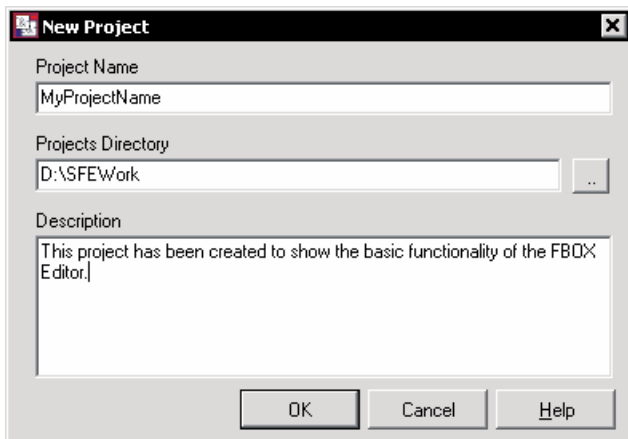 New Project
Project Name
MyProjectName
Projects Directory
D:\SFEWork
..
Description
This project has been created to show the basic functionality of the FBOX
Editor.
OK
Cancel
Help